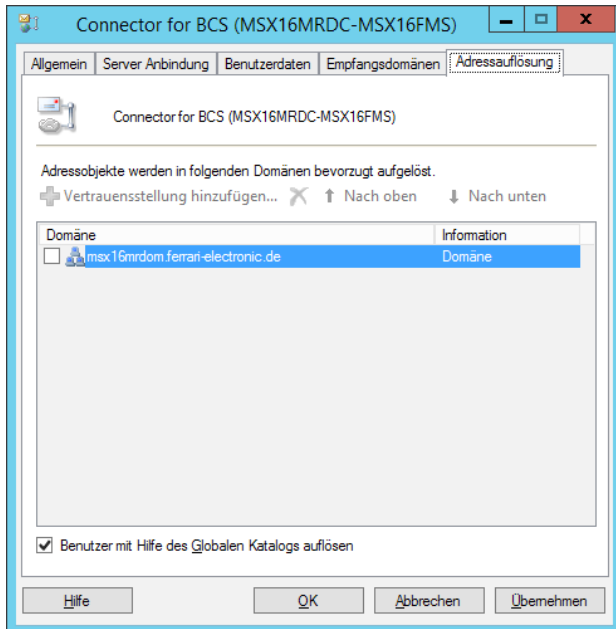 Connector for BCS (MSX16MRDC-MSX16FMS)
Allgemein Server Anbindung Benutzerdaten Empfangsdomänen Adressauflösung
Connector for BCS (MSX16MRDC-MSX16FMS)
Adressobjekte werden in folgenden Domänen bevorzugt aufgelöst.
Vertrauensstellung hinzufügen... Nach oben Nach unten
Domäne Information
msx16mrdom.ferrari-electronic.de Domäne
Benutzer mit Hilfe des Globalen Katalogs auflösen
Hilfe OK Abbrechen Übernehmen